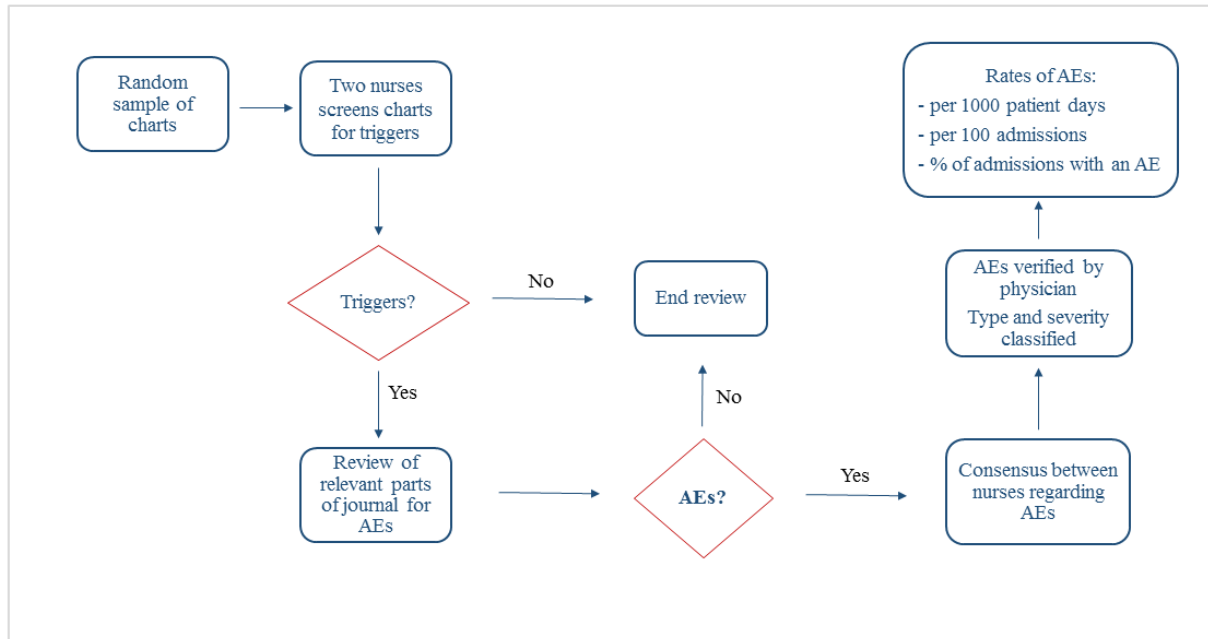 Random
sample of
charts
Two nurses
screens charts
for triggers
Triggers?
No
End review
Yes
Review of
relevant parts
of journal for
AEs
AEs?
No
Yes
Consensus between
nurses regarding
AEs
AEs verified by
physician
Type and severity
classified
Rates of AEs:
- per 1000 patient days
- per 100 admissions
- % of admissions with an AE